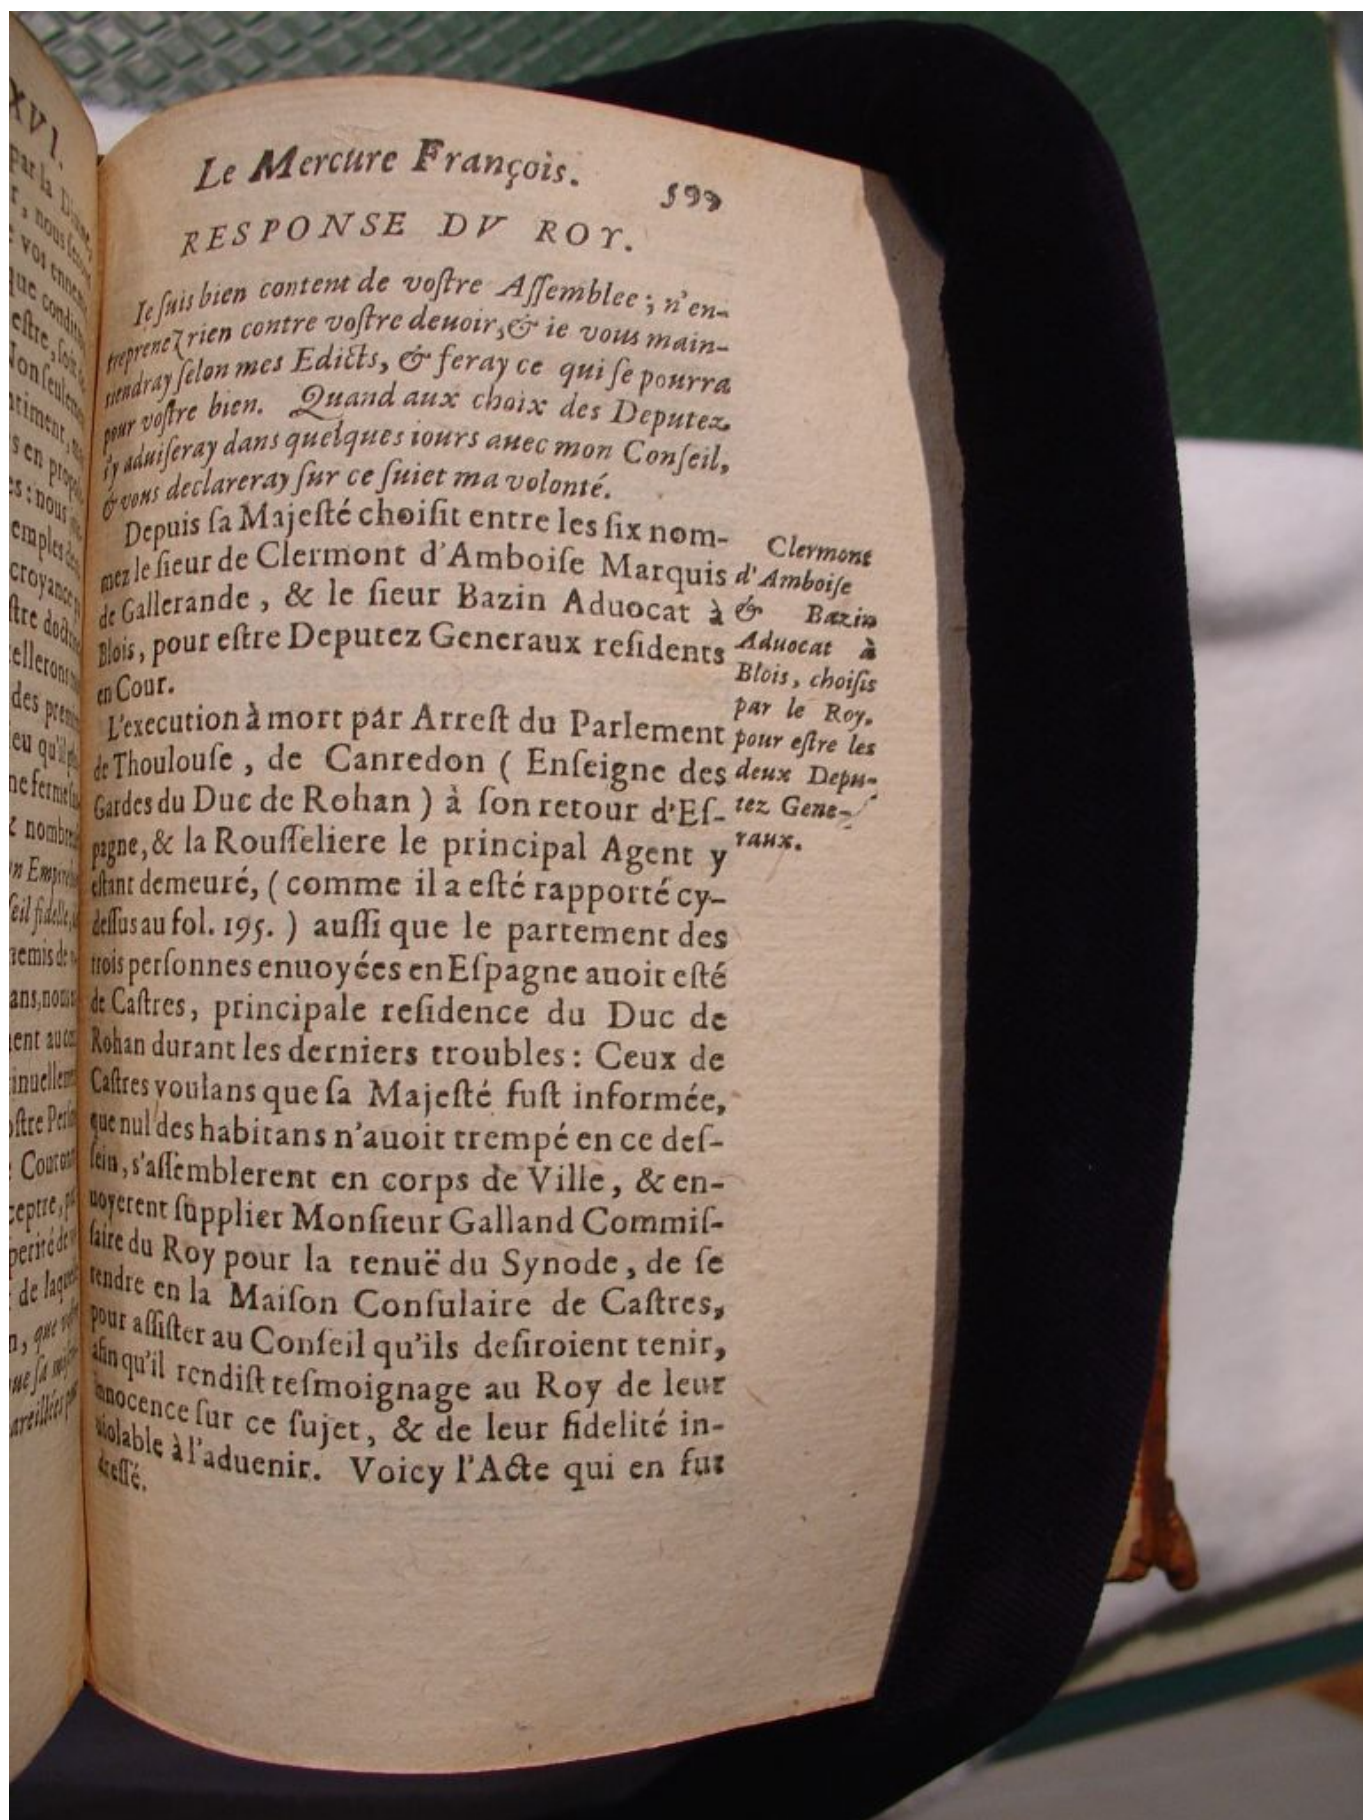 Le Mercure François. 599
RESPONSE DV ROY.
Ie ſuis bien content de voſtre Aſſemblee; n'en-
treprenez rien contre voſtre deuoir, & ie vous main-
tiendray ſelon mes Edicts, & feray ce qui ſe pourra
pour voſtre bien. Quand aux choix des Deputez,
i'y aduiſeray dans quelques iours auec mon Conſeil,
& vous declareray ſur ce ſuiet ma volonté.
Depuis ſa Majeſté choiſit entre les ſix nom-
mez le ſieur de Clermont d'Amboiſe Marquis
de Gallerande, & le ſieur Bazin Aduocat à
Blois, pour eſtre Deputez Generaux reſidents
en Cour.
Clermont
d'Amboiſe
& Bazin
Aduocat à
Blois, choiſis
par le Roy,
pour eſtre les
deux Depu-
tez Gene-
raux.
L'execution à mort par Arreſt du Parlement
de Thoulouſe, de Canredon (Enſeigne des
Gardes du Duc de Rohan) à ſon retour d'Eſ-
pagne, & la Rouſſeliere le principal Agent y
eſtant demeuré, (comme il a eſté rapporté cy-
deſſus au fol. 195.) auſſi que le partement des
trois perſonnes enuoyées en Eſpagne auoit eſté
de Caſtres, principale reſidence du Duc de
Rohan durant les derniers troubles: Ceux de
Caſtres voulans que ſa Majeſté fuſt informée,
que nul des habitans n'auoit trempé en ce deſ-
ſein, s'aſſemblerent en corps de Ville, & en-
uoyerent ſupplier Monſieur Galland Commiſ-
ſaire du Roy pour la tenuë du Synode, de ſe
rendre en la Maiſon Conſulaire de Caſtres,
pour aſſiſter au Conſeil qu'ils deſiroient tenir,
afin qu'il rendiſt teſmoignage au Roy de leur
innocence ſur ce ſujet, & de leur fidelité in-
uiolable à l'aduenir. Voicy l'Acte qui en fut
dreſſé.